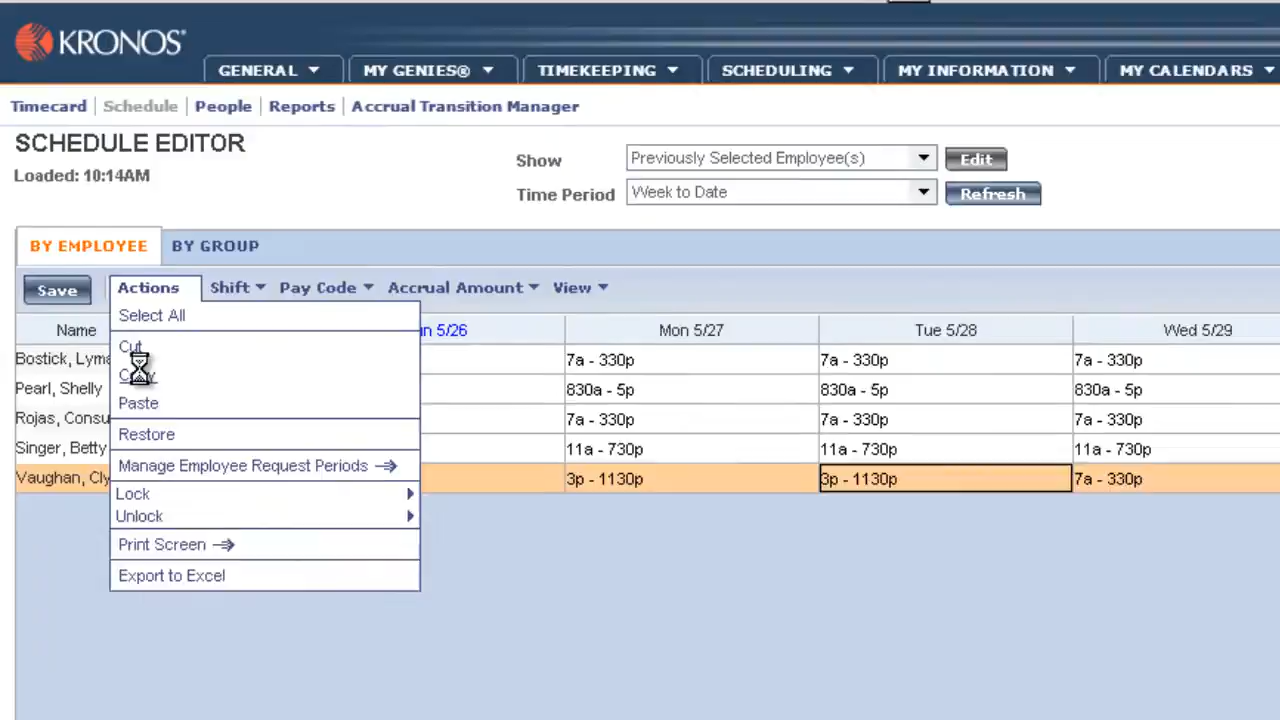 KRONOS®
GENERAL MY GENIES® TIMEKEEPING SCHEDULING MY INFORMATION MY CALENDARS
Timecard Schedule People Reports Accrual Transition Manager
SCHEDULE EDITOR
Loaded: 10:14AM
Show Previously Selected Employee(s) Edit
Time Period Week to Date Refresh
BY EMPLOYEE BY GROUP
Save Actions Shift Pay Code Accrual Amount View
Select All
Cut
Paste
Restore
Manage Employee Request Periods
Lock
Unlock
Print Screen
Export to Excel
Name 5/26 Mon 5/27 Tue 5/28 Wed 5/29
Bostick, Lyma 7a - 330p 7a - 330p 7a - 330p
Pearl, Shelly 830a - 5p 830a - 5p 830a - 5p
Rojas, Consu 7a - 330p 7a - 330p 7a - 330p
Singer, Betty 11a - 730p 11a - 730p 11a - 730p
Vaughan, Cly 3p - 1130p 3p - 1130p 7a - 330p